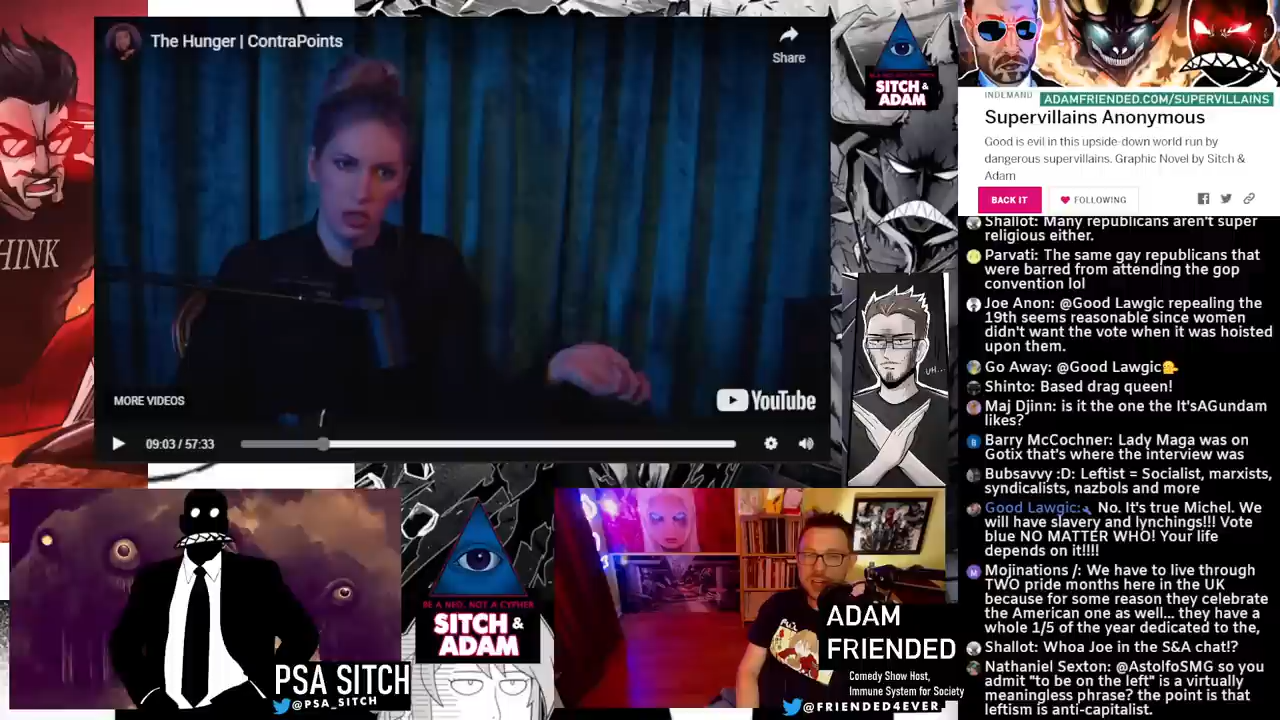 The Hunger | ContraPoints
Share
MORE VIDEOS
YouTube
09:03 / 57:33
HINK
BE A NEO, NOT A CYPHER
SITCH &
ADAM
UH...
INDEMAND
ADAMFRIENDED.COM/SUPERVILLAINS
Supervillains Anonymous
Good is evil in this upside-down world run by
dangerous supervillains. Graphic Novel by Sitch &
Adam
BACK IT
FOLLOWING
Shallot: Many republicans aren't super
religious either.
Parvati: The same gay republicans that
were barred from attending the gop
convention lol
Joe Anon: @Good Lawgic repealing the
19th seems reasonable since women
didn't want the vote when it was hoisted
upon them.
Go Away: @Good Lawgic
Shinto: Based drag queen!
Maj Djinn: is it the one the It'sAGundam
likes?
Barry McCochner: Lady Maga was on
Gotix that's where the interview was
Bubsavvy :D: Leftist = Socialist, marxists,
syndicalists, nazbols and more
Good Lawgic: No. It's true Michel. We
will have slavery and lynchings!!! Vote
blue NO MATTER WHO! Your life
depends on it!!!!
Mojinations /: We have to live through
TWO pride months here in the UK
because for some reason they celebrate
the American one as well... they have a
whole 1/5 of the year dedicated to the,
Shallot: Whoa Joe in the S&A chat!?
Nathaniel Sexton: @AstolfoSMG so you
admit "to be on the left" is a virtually
meaningless phrase? The point is that
leftism is anti-capitalist.
PSA SITCH
@PSA_SITCH
BE A NEO, NOT A CYPHER
SITCH &
ADAM
ADAM
FRIENDED
Comedy Show Host,
Immune System for Society
@FRIENDED4EVER